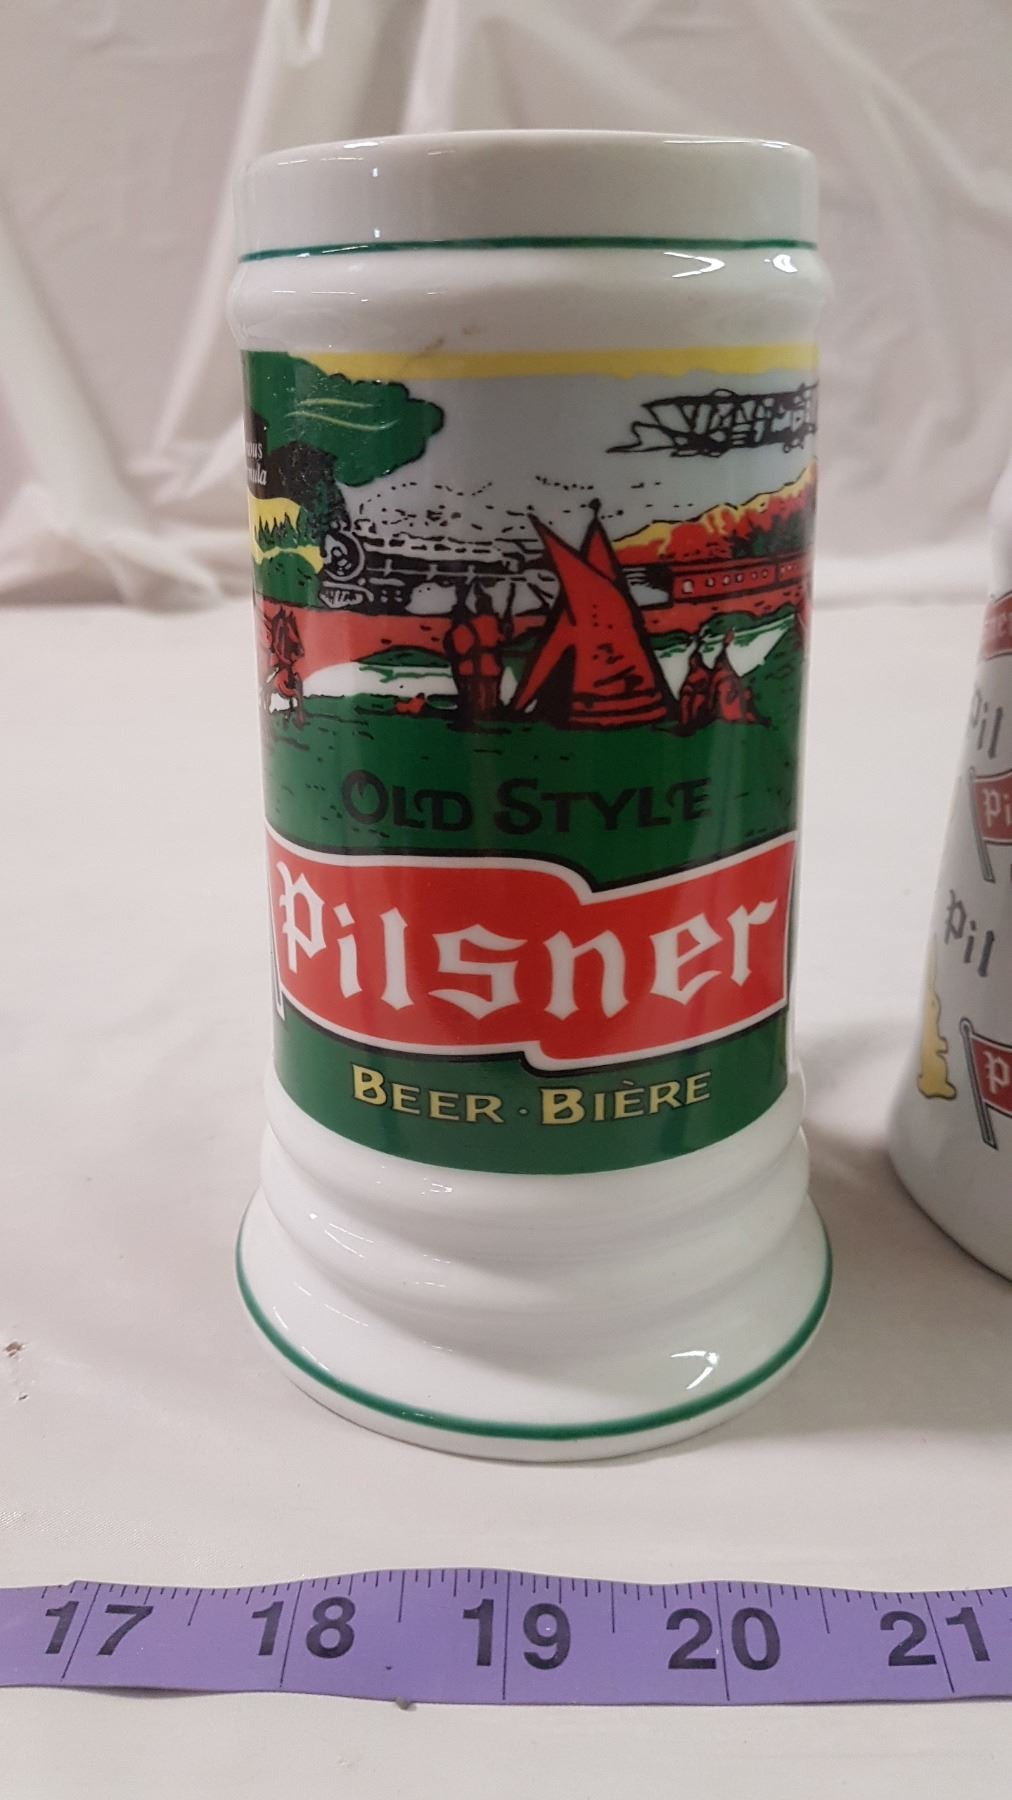 OLD STYLE
Pilsner
BEER · BIÈRE
Pil
Pil
17 18 19 20 21